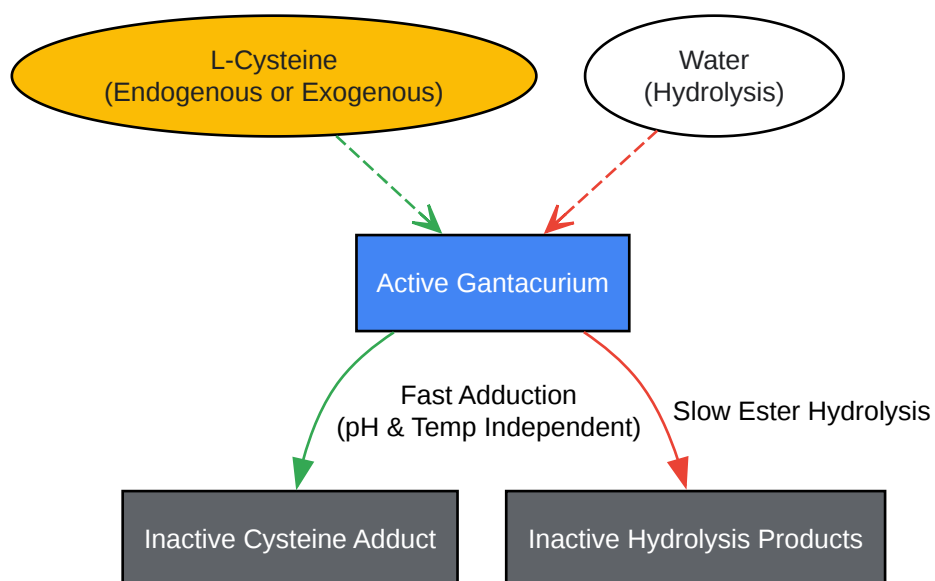 L-Cysteine
(Endogenous or Exogenous)
Water
(Hydrolysis)
Active Gantacurium
Fast Adduction
(pH & Temp Independent)
Slow Ester Hydrolysis
Inactive Cysteine Adduct
Inactive Hydrolysis Products